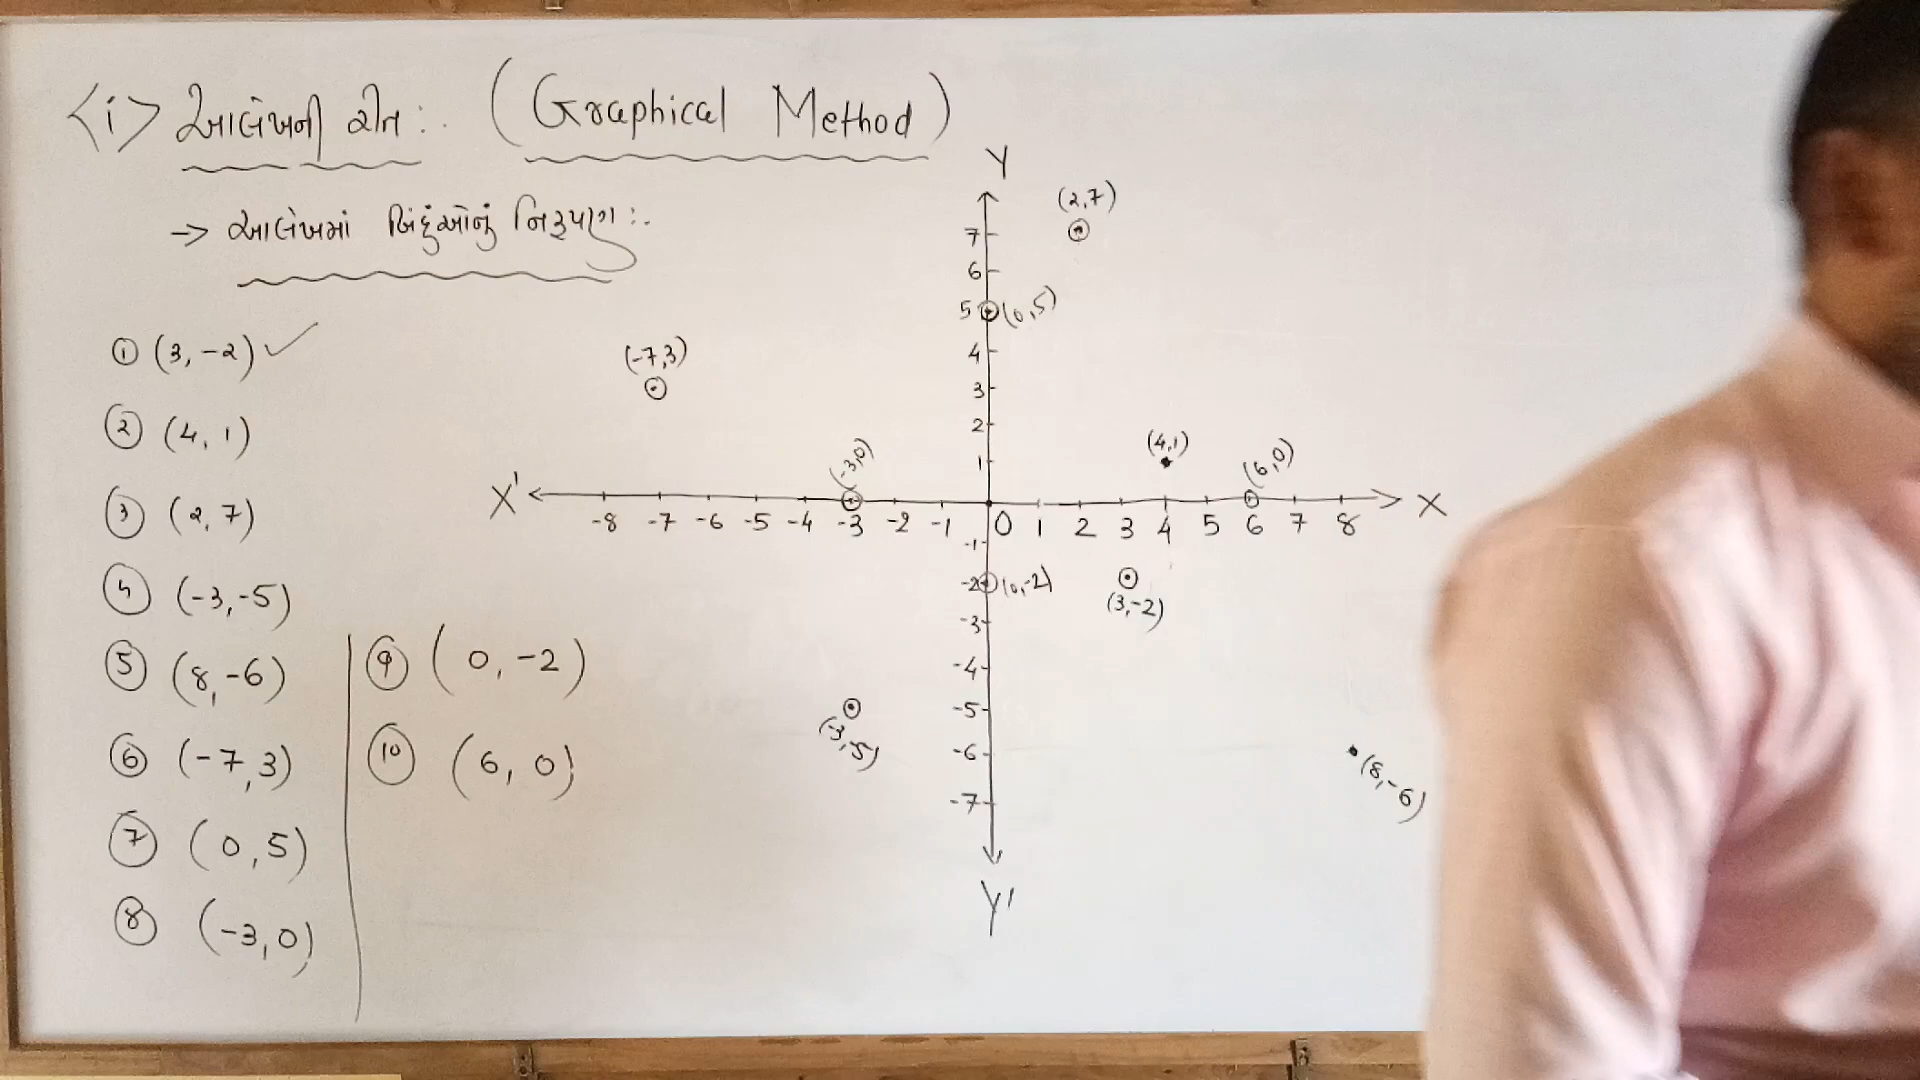 <i> આલેખની રીત :. (Graphical Method)
→ આલેખમાં બિંદુઓનું નિરૂપણ :.
① (3, -2) ✓
② (4, 1)
③ (2, 7)
④ (-3, -5)
⑤ (8, -6)
⑥ (-7, 3)
⑦ (0, 5)
⑧ (-3, 0)
⑨ (0, -2)
⑩ (6, 0)
Y
(2,7)
7
6
5 (0,5)
4
(-7,3)
3
2
(4,1)
1
(-3,0)
(6,0)
X' X
-8 -7 -6 -5 -4 -3 -2 -1 0 1 2 3 4 5 6 7 8
-1
-2 (0,-2)
(3,-2)
-3
-4
-5
(-3,-5)
-6
(8,-6)
-7
Y'